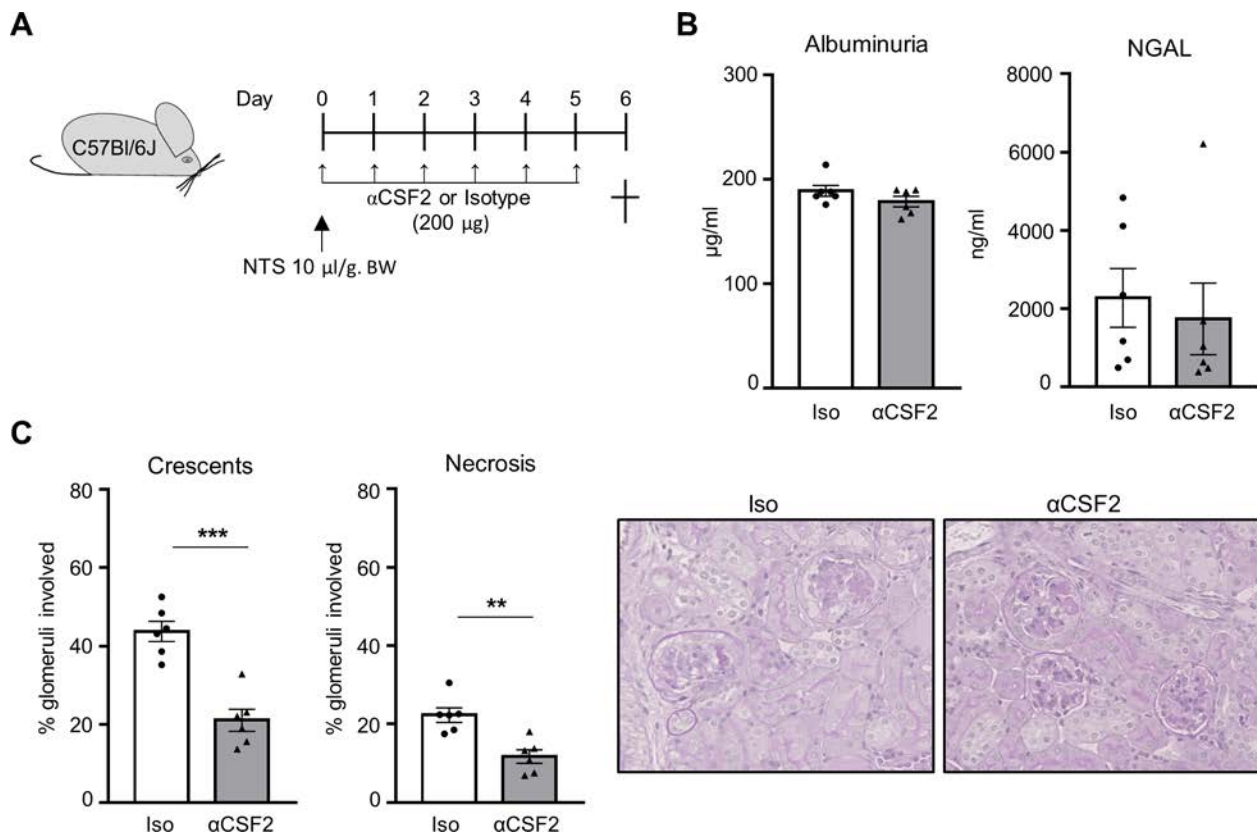 A
Day
0 1 2 3 4 5 6
C57Bl/6J
αCSF2 or Isotype
(200 µg)
NTS 10 µl/g. BW
B
Albuminuria
300
200
100
0
µg/ml
Iso
αCSF2
NGAL
8000
6000
4000
2000
0
ng/ml
Iso
αCSF2
C
Crescents
80
60
40
20
0
% glomeruli involved
***
Iso
αCSF2
Necrosis
80
60
40
20
0
% glomeruli involved
**
Iso
αCSF2
Iso
αCSF2